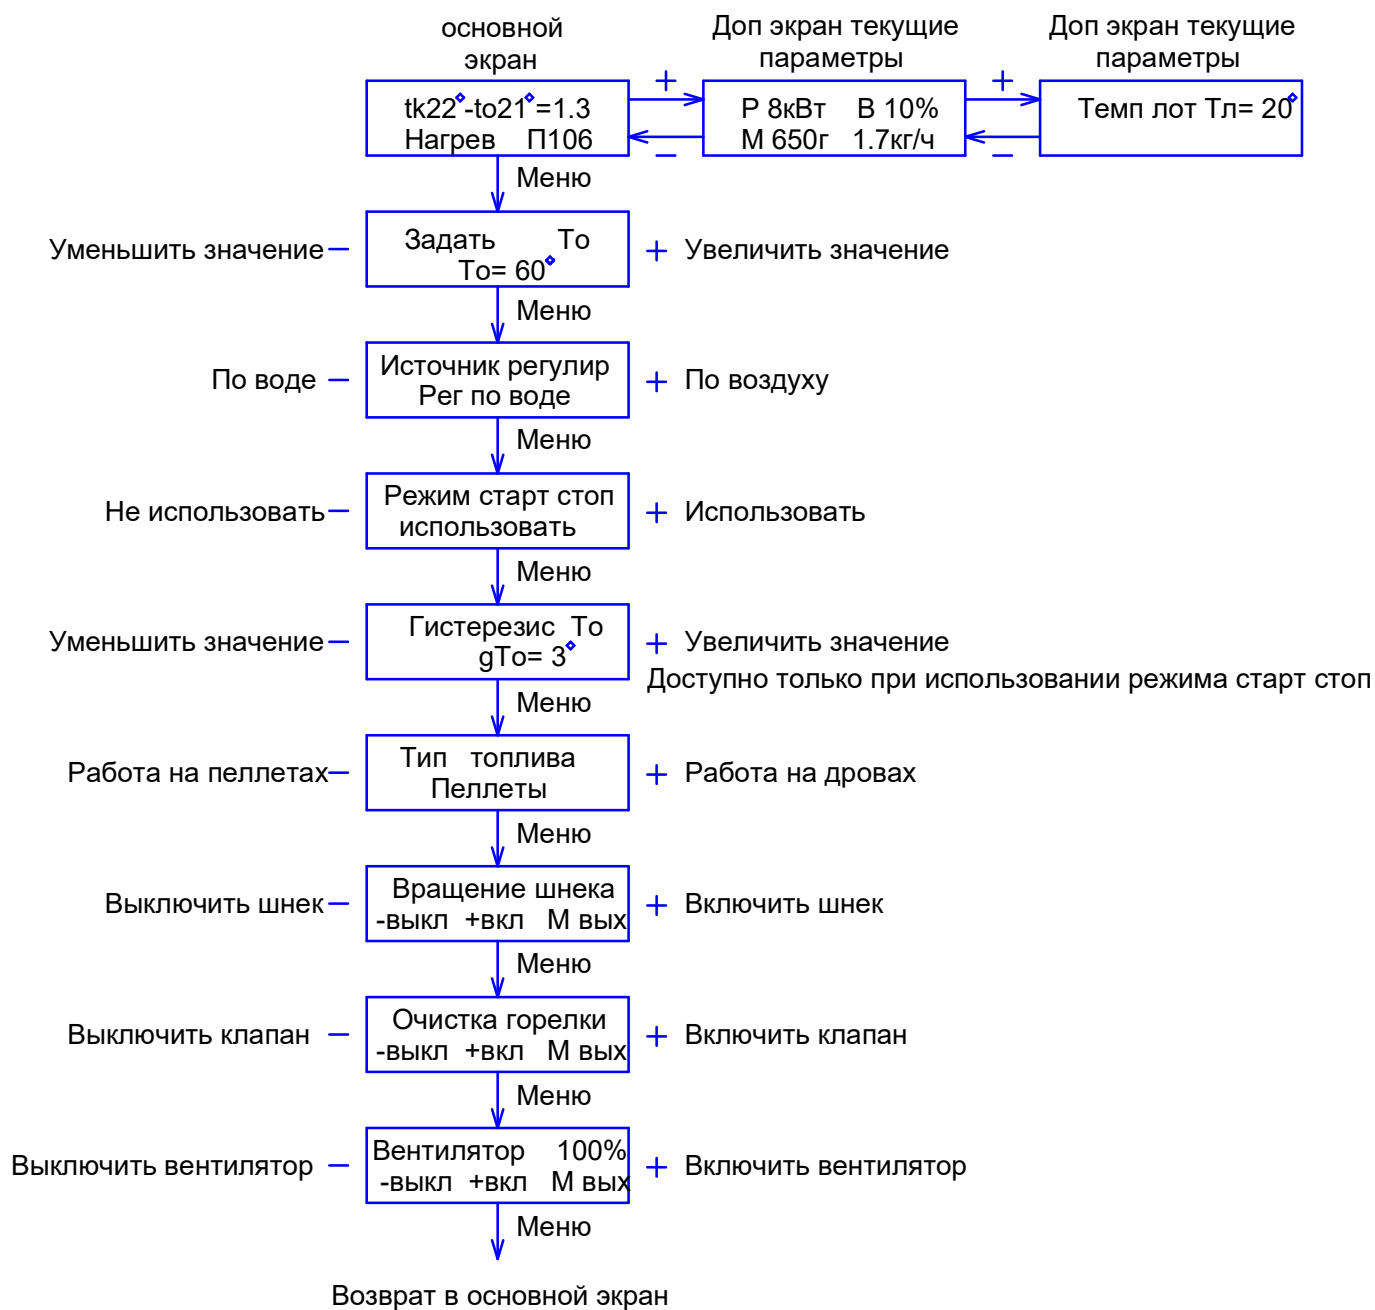 основной
экран
Доп экран текущие
параметры
Доп экран текущие
параметры
tk22°-to21°=1.3
Нагрев П106
+
−
Р 8кВт В 10%
М 650г 1.7кг/ч
+
−
Темп лот Тл= 20°
Меню
Уменьшить значение −
Задать То
То= 60°
+ Увеличить значение
Меню
По воде −
Источник регулир
Рег по воде
+ По воздуху
Меню
Не использовать −
Режим старт стоп
использовать
+ Использовать
Меню
Уменьшить значение −
Гистерезис То
gTo= 3°
+ Увеличить значение
Доступно только при использовании режима старт стоп
Меню
Работа на пеллетах −
Тип топлива
Пеллеты
+ Работа на дровах
Меню
Выключить шнек −
Вращение шнека
-выкл +вкл М вых
+ Включить шнек
Меню
Выключить клапан −
Очистка горелки
-выкл +вкл М вых
+ Включить клапан
Меню
Выключить вентилятор −
Вентилятор 100%
-выкл +вкл М вых
+ Включить вентилятор
Меню
Возврат в основной экран